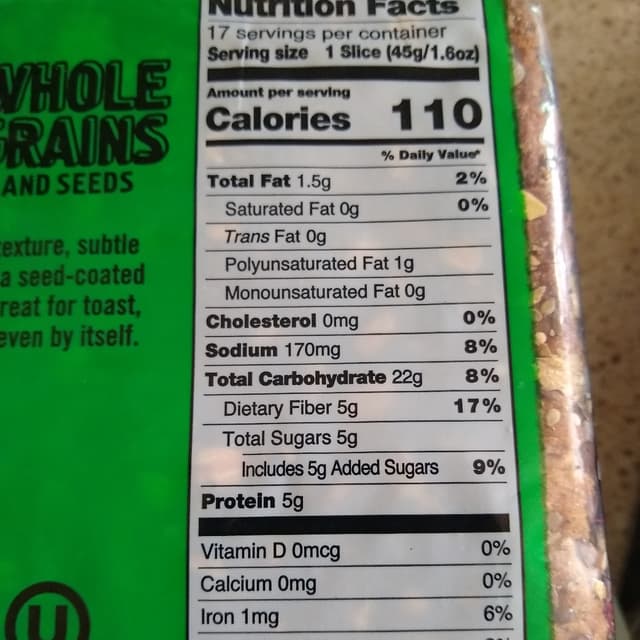 WHOLE
GRAINS
AND SEEDS
texture, subtle
a seed-coated
great for toast,
even by itself.
U
Nutrition Facts
17 servings per container
Serving size 1 Slice (45g/1.6oz)
Amount per serving
Calories 110
% Daily Value*
Total Fat 1.5g 2%
Saturated Fat 0g 0%
Trans Fat 0g
Polyunsaturated Fat 1g
Monounsaturated Fat 0g
Cholesterol 0mg 0%
Sodium 170mg 8%
Total Carbohydrate 22g 8%
Dietary Fiber 5g 17%
Total Sugars 5g
Includes 5g Added Sugars 9%
Protein 5g
Vitamin D 0mcg 0%
Calcium 0mg 0%
Iron 1mg 6%